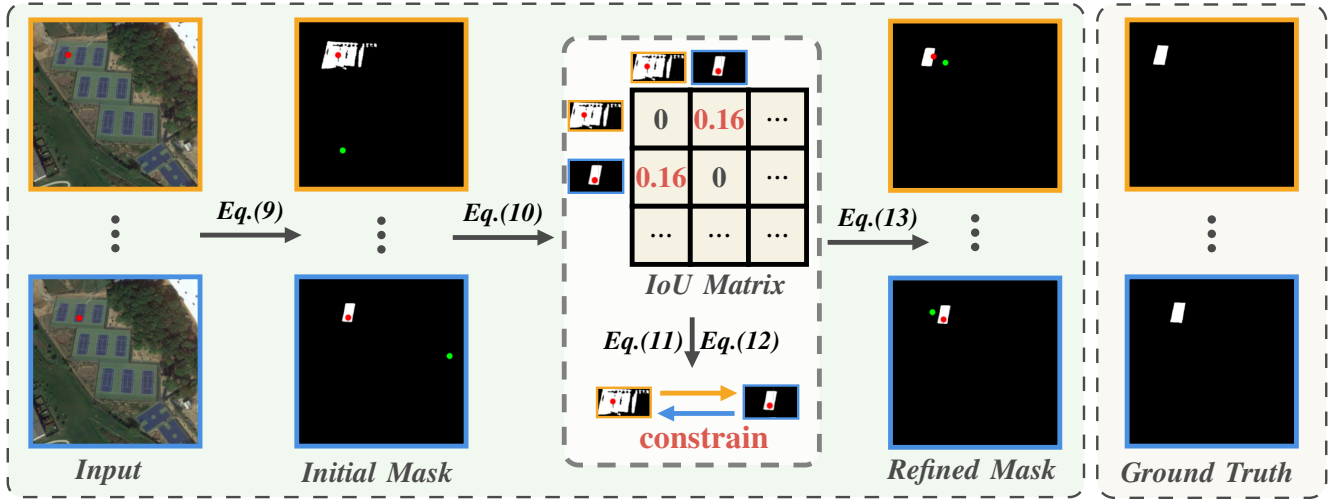 0 0.16 ...
0.16 0 ...
... ... ...
Eq.(9)
Eq.(10)
Eq.(13)
IoU Matrix
Eq.(11) Eq.(12)
constrain
Input
Initial Mask
Refined Mask
Ground Truth